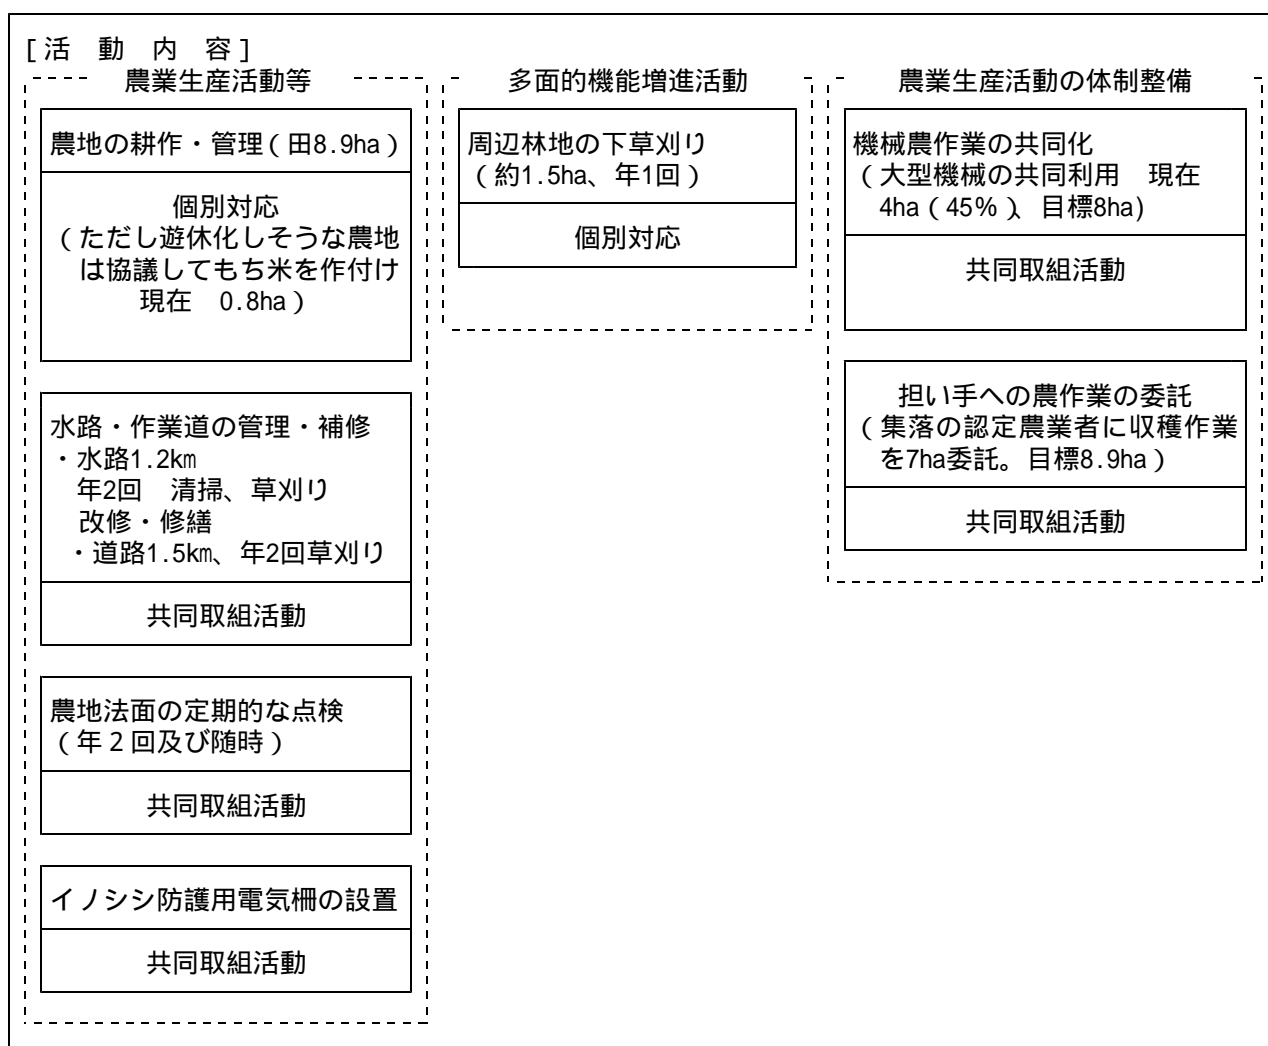 [活　動　内　容]
農業生産活動等
農地の耕作・管理(田8.9ha)
個別対応
(ただし遊休化しそうな農地
は協議してもち米を作付け
現在　0.8ha)
水路・作業道の管理・補修
・水路1.2km
年2回　清掃、草刈り
改修・修繕
・道路1.5km、年2回草刈り
共同取組活動
農地法面の定期的な点検
(年２回及び随時)
共同取組活動
イノシシ防護用電気柵の設置
共同取組活動
多面的機能増進活動
周辺林地の下草刈り
(約1.5ha、年1回)
個別対応
農業生産活動の体制整備
機械農作業の共同化
(大型機械の共同利用　現在
4ha(45%)、目標8ha)
共同取組活動
担い手への農作業の委託
(集落の認定農業者に収穫作業
を7ha委託。目標8.9ha)
共同取組活動